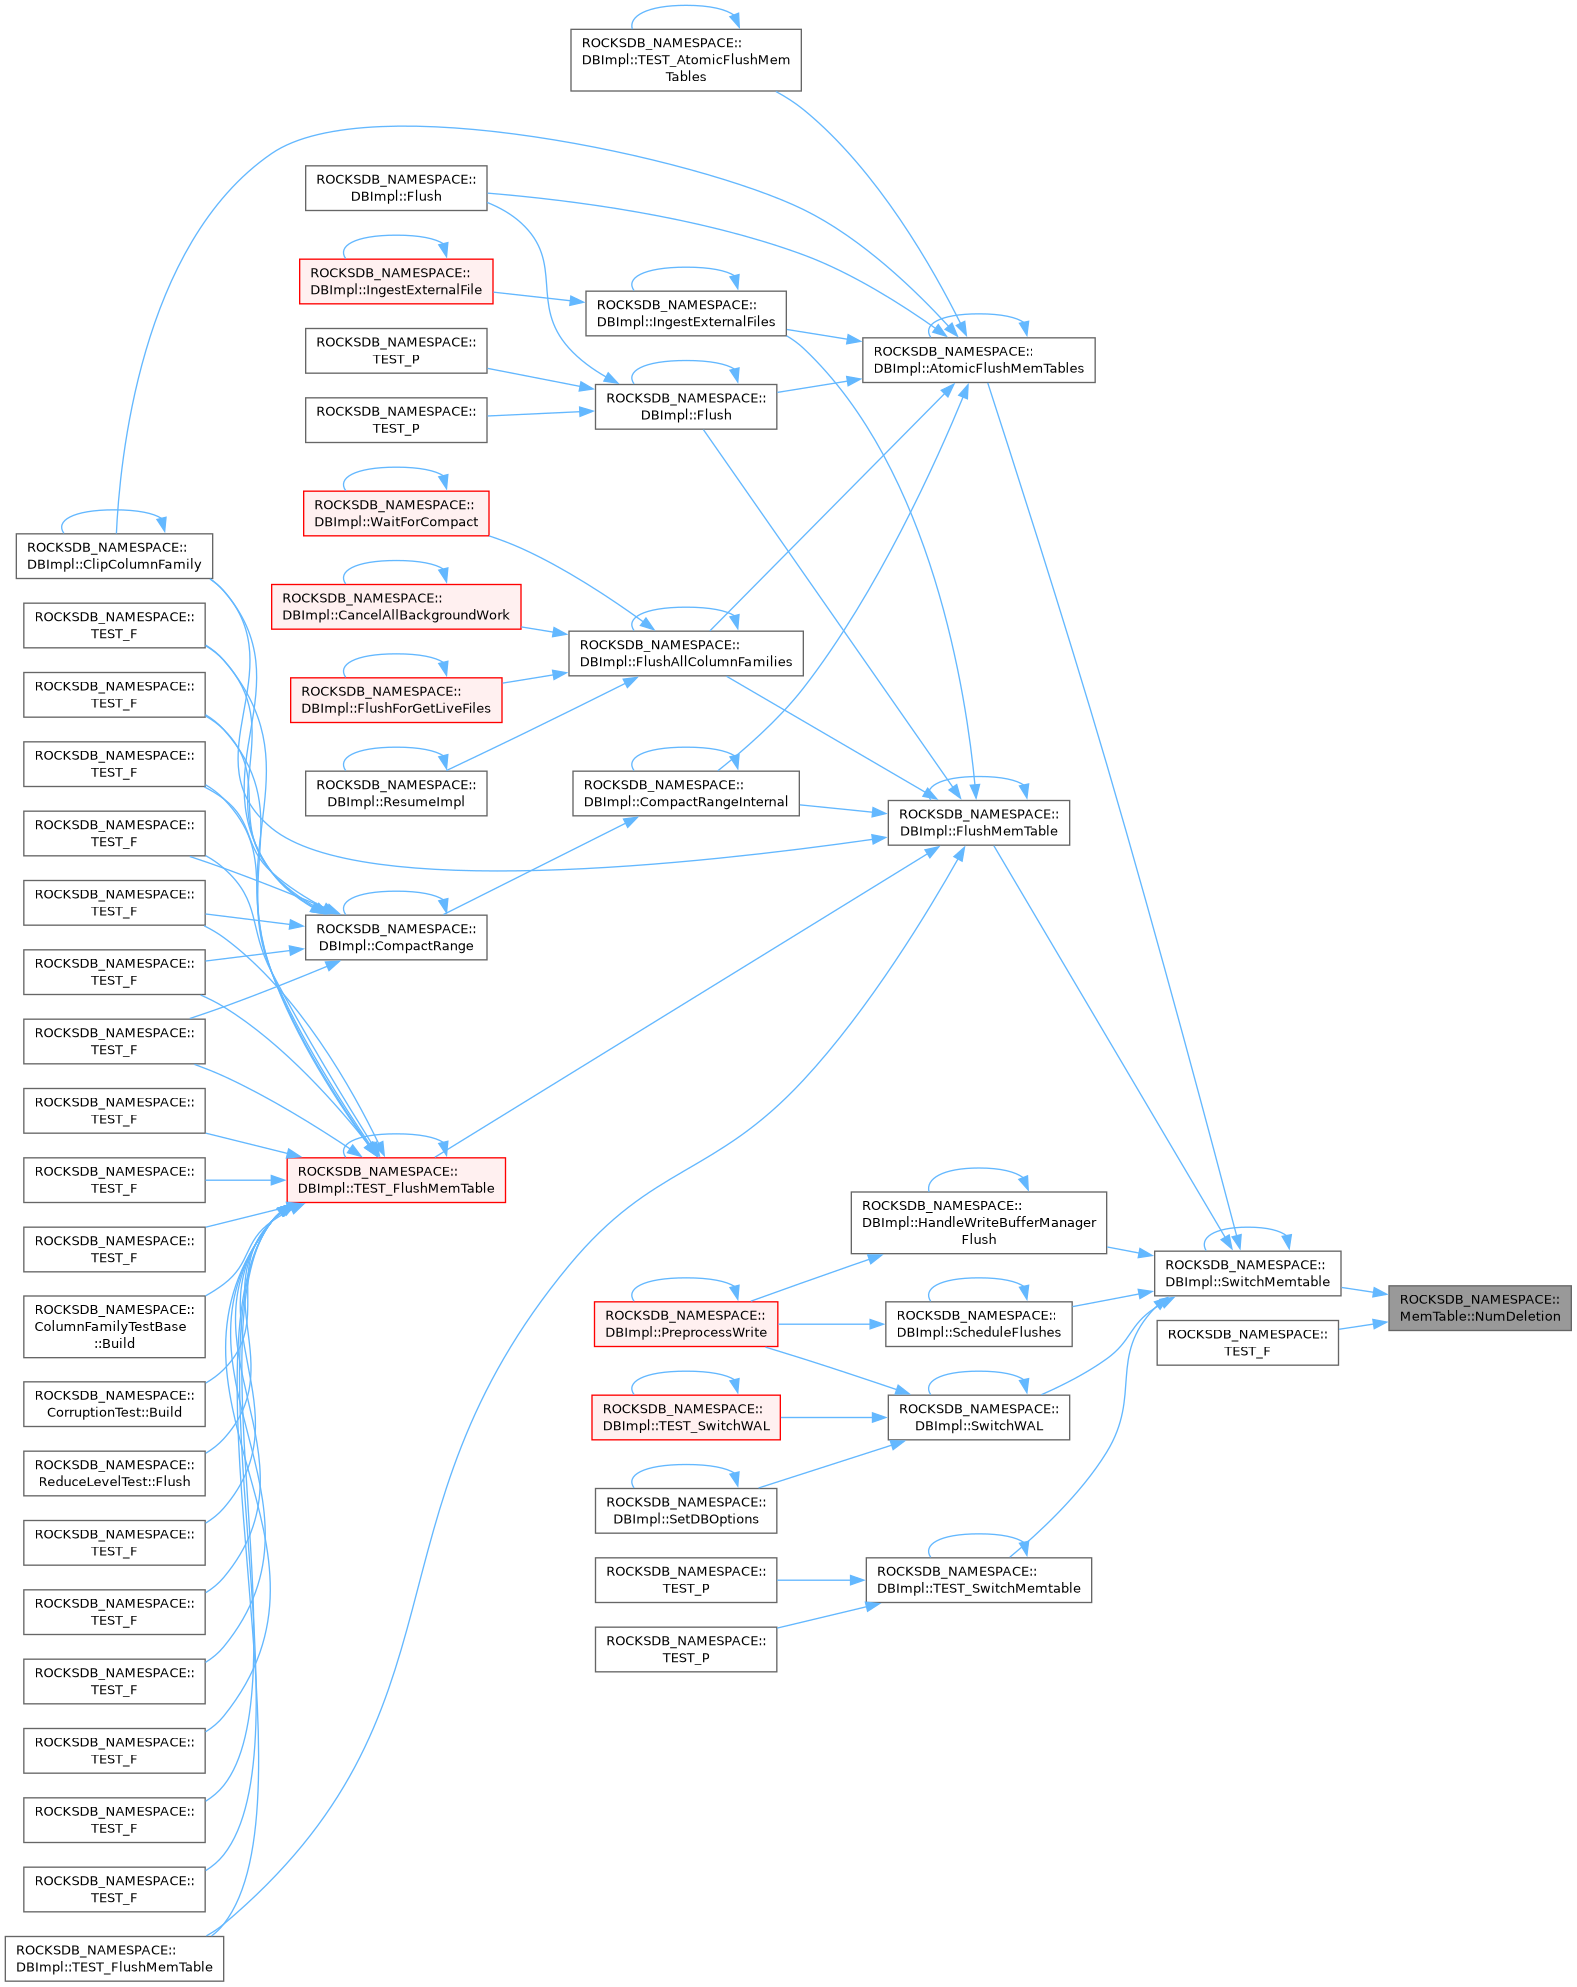 ROCKSDB_NAMESPACE::
DBImpl::TEST_AtomicFlushMem
Tables
ROCKSDB_NAMESPACE::
DBImpl::Flush
ROCKSDB_NAMESPACE::
DBImpl::IngestExternalFile
ROCKSDB_NAMESPACE::
DBImpl::IngestExternalFiles
ROCKSDB_NAMESPACE::
TEST_P
ROCKSDB_NAMESPACE::
DBImpl::AtomicFlushMemTables
ROCKSDB_NAMESPACE::
DBImpl::Flush
ROCKSDB_NAMESPACE::
TEST_P
ROCKSDB_NAMESPACE::
DBImpl::WaitForCompact
ROCKSDB_NAMESPACE::
DBImpl::ClipColumnFamily
ROCKSDB_NAMESPACE::
DBImpl::CancelAllBackgroundWork
ROCKSDB_NAMESPACE::
TEST_F
ROCKSDB_NAMESPACE::
DBImpl::FlushAllColumnFamilies
ROCKSDB_NAMESPACE::
TEST_F
ROCKSDB_NAMESPACE::
DBImpl::FlushForGetLiveFiles
ROCKSDB_NAMESPACE::
TEST_F
ROCKSDB_NAMESPACE::
DBImpl::ResumeImpl
ROCKSDB_NAMESPACE::
DBImpl::CompactRangeInternal
ROCKSDB_NAMESPACE::
DBImpl::FlushMemTable
ROCKSDB_NAMESPACE::
TEST_F
ROCKSDB_NAMESPACE::
TEST_F
ROCKSDB_NAMESPACE::
DBImpl::CompactRange
ROCKSDB_NAMESPACE::
TEST_F
ROCKSDB_NAMESPACE::
TEST_F
ROCKSDB_NAMESPACE::
TEST_F
ROCKSDB_NAMESPACE::
TEST_F
ROCKSDB_NAMESPACE::
DBImpl::TEST_FlushMemTable
ROCKSDB_NAMESPACE::
DBImpl::HandleWriteBufferManager
Flush
ROCKSDB_NAMESPACE::
TEST_F
ROCKSDB_NAMESPACE::
DBImpl::SwitchMemtable
ROCKSDB_NAMESPACE::
MemTable::NumDeletion
ROCKSDB_NAMESPACE::
ColumnFamilyTestBase
::Build
ROCKSDB_NAMESPACE::
DBImpl::PreprocessWrite
ROCKSDB_NAMESPACE::
DBImpl::ScheduleFlushes
ROCKSDB_NAMESPACE::
TEST_F
ROCKSDB_NAMESPACE::
CorruptionTest::Build
ROCKSDB_NAMESPACE::
DBImpl::TEST_SwitchWAL
ROCKSDB_NAMESPACE::
DBImpl::SwitchWAL
ROCKSDB_NAMESPACE::
ReduceLevelTest::Flush
ROCKSDB_NAMESPACE::
DBImpl::SetDBOptions
ROCKSDB_NAMESPACE::
TEST_F
ROCKSDB_NAMESPACE::
TEST_P
ROCKSDB_NAMESPACE::
DBImpl::TEST_SwitchMemtable
ROCKSDB_NAMESPACE::
TEST_F
ROCKSDB_NAMESPACE::
TEST_P
ROCKSDB_NAMESPACE::
TEST_F
ROCKSDB_NAMESPACE::
TEST_F
ROCKSDB_NAMESPACE::
TEST_F
ROCKSDB_NAMESPACE::
TEST_F
ROCKSDB_NAMESPACE::
DBImpl::TEST_FlushMemTable